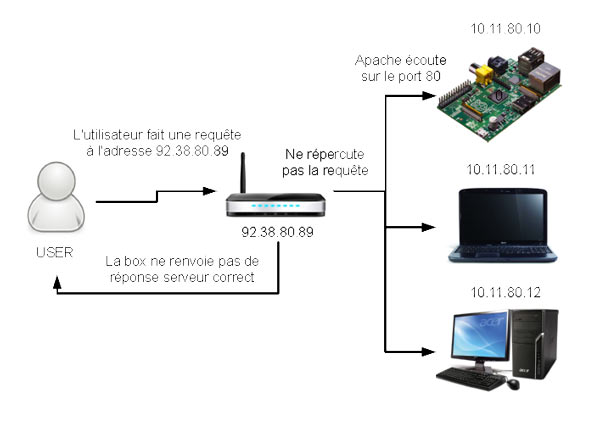 10.11.80.10
Apache écoute
sur le port 80
L'utilisateur fait une requête
à l'adresse 92.38.80.89
Ne répercute
pas la requête
10.11.80.11
92.38.80.89
USER
La box ne renvoie pas de
réponse serveur correct
10.11.80.12
acer
acer